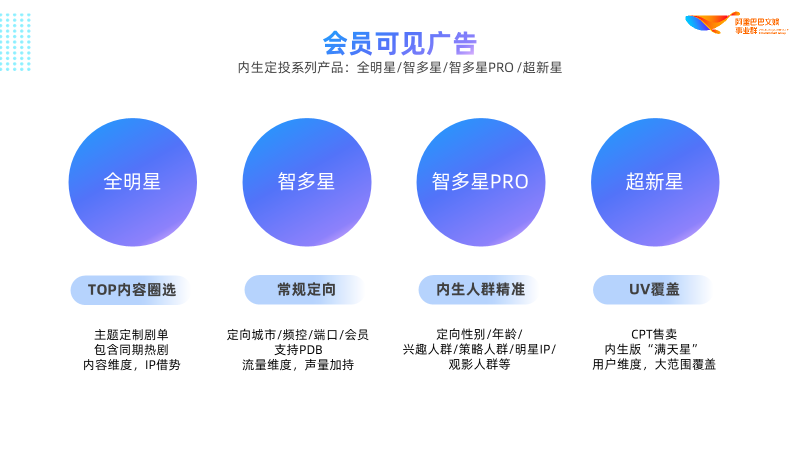 会员可见广告
内生定投系列产品：全明星/智多星/智多星PRO /超新星
阿里巴巴文娱
事业群
全明星
智多星
智多星PRO
超新星
TOP内容圈选
常规定向
内生人群精准
UV覆盖
主题定制剧单
包含同期热剧
内容维度，IP借势
定向城市/频控/端口/会员
支持PDB
流量维度，声量加持
定向性别/年龄/
兴趣人群/策略人群/明星IP/
观影人群等
CPT售卖
内生版“满天星”
用户维度，大范围覆盖